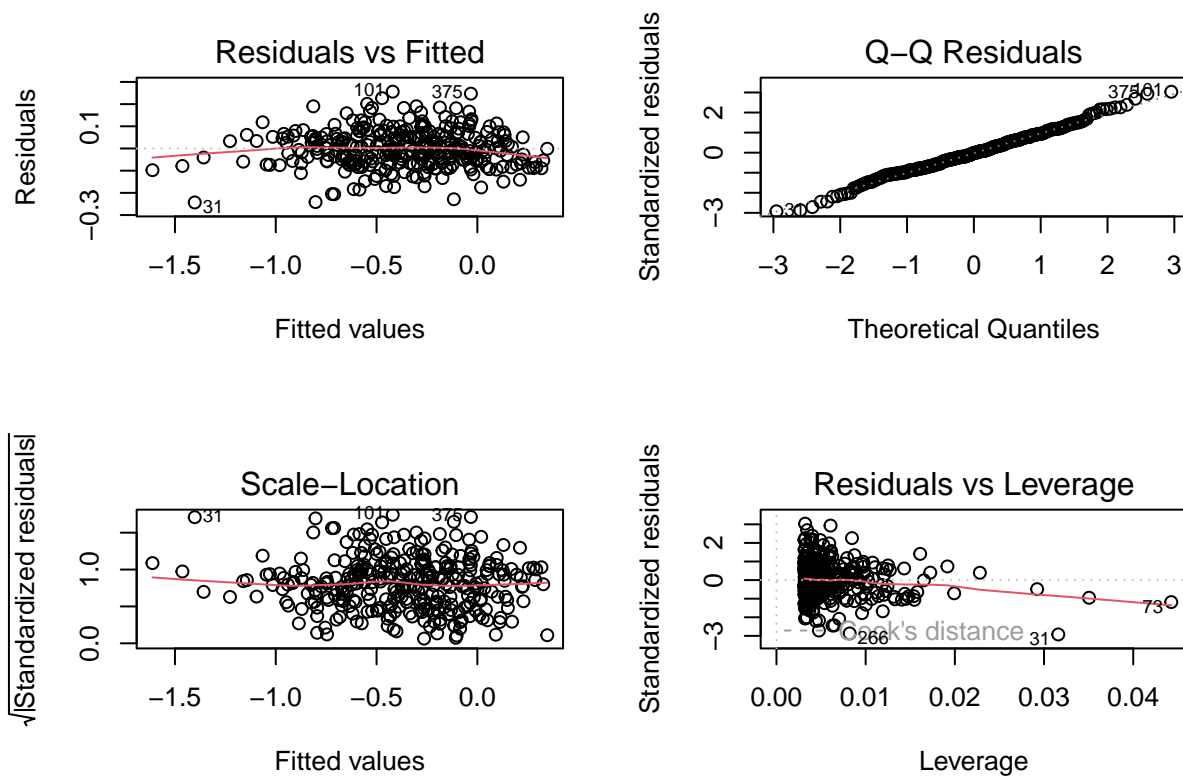 Residuals vs Fitted
Residuals
0.1
−0.3
101
375
31
−1.5 −1.0 −0.5 0.0
Fitted values
Q−Q Residuals
Standardized residuals
2
0
−3
375
101
31
−3 −2 −1 0 1 2 3
Theoretical Quantiles
Scale−Location
√|Standardized residuals|
1.0
0.0
31
101
375
−1.5 −1.0 −0.5 0.0
Fitted values
Residuals vs Leverage
Standardized residuals
2
0
−3
Cook's distance
266
31
73
0.00 0.01 0.02 0.03 0.04
Leverage